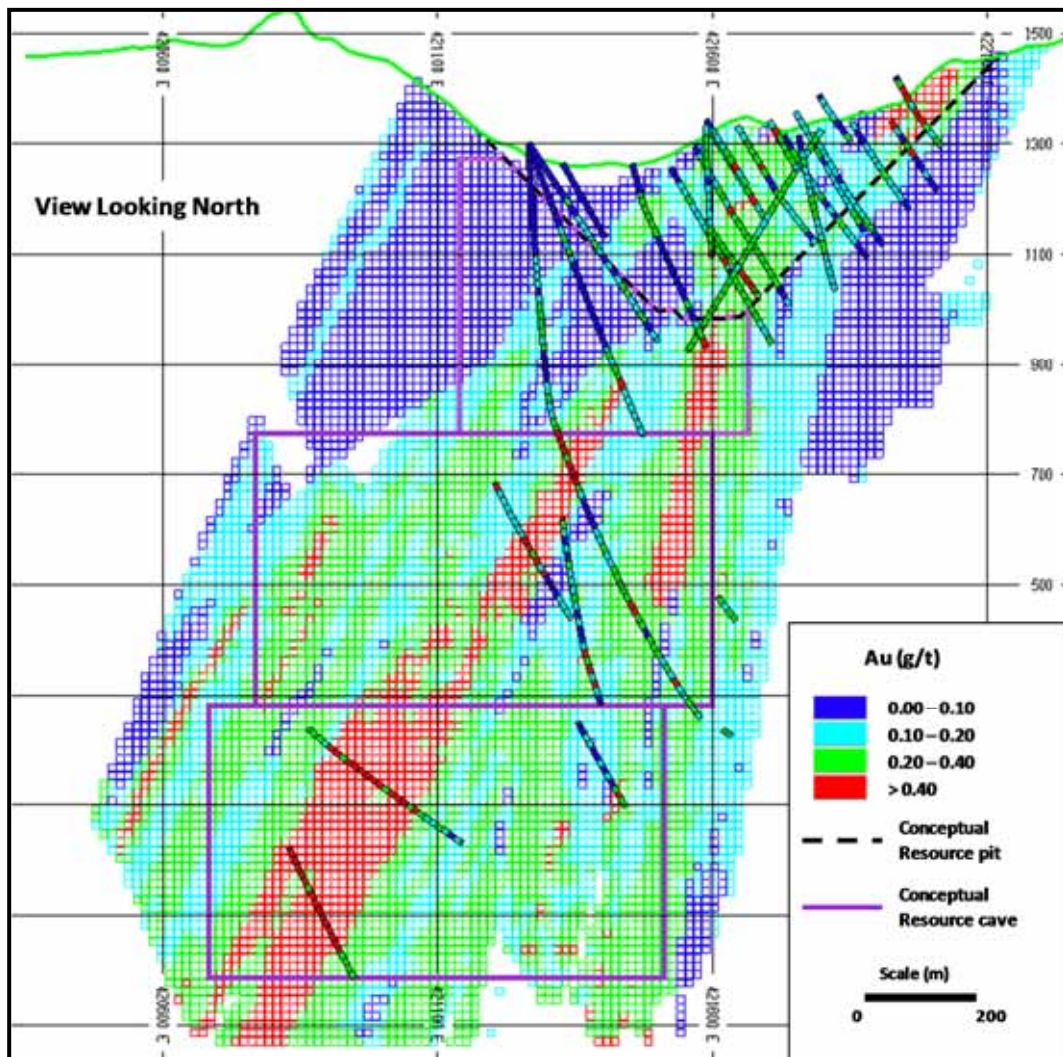 1500
1300
View Looking North
1100
900
700
500
Au (g/t)
0.00–0.10
0.10–0.20
0.20–0.40
> 0.40
Conceptual
Resource pit
Conceptual
Resource cave
Scale (m)
0 200